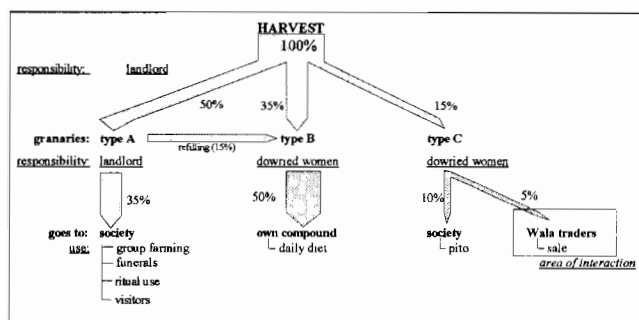 HARVEST
100%
responsibility: landlord
50% 35% 15%
granaries: type A type B type C
refilling (15%)
responsibility: landlord dowried women dowried women
35% 50% 10% 5%
goes to: society own compound society Wala traders
use: group farming daily diet pito sale
funerals area of interaction
ritual use
visitors